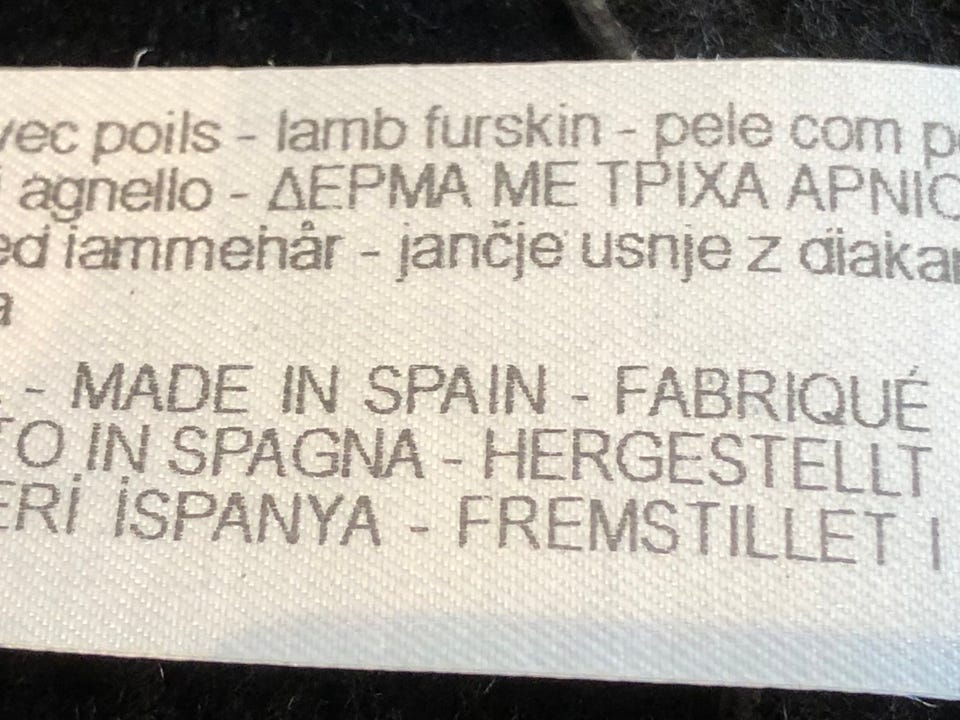 vec poils - lamb furskin - pele com p
agnello - ΔΕΡΜΑ ΜΕ ΤΡΙΧΑ ΑΡΝΙΟ
ed lammehår - jančje usnje z dlaka
a
- MADE IN SPAIN - FABRIQUÉ
TO IN SPAGNA - HERGESTELLT
ERİ İSPANYA - FREMSTILLET I